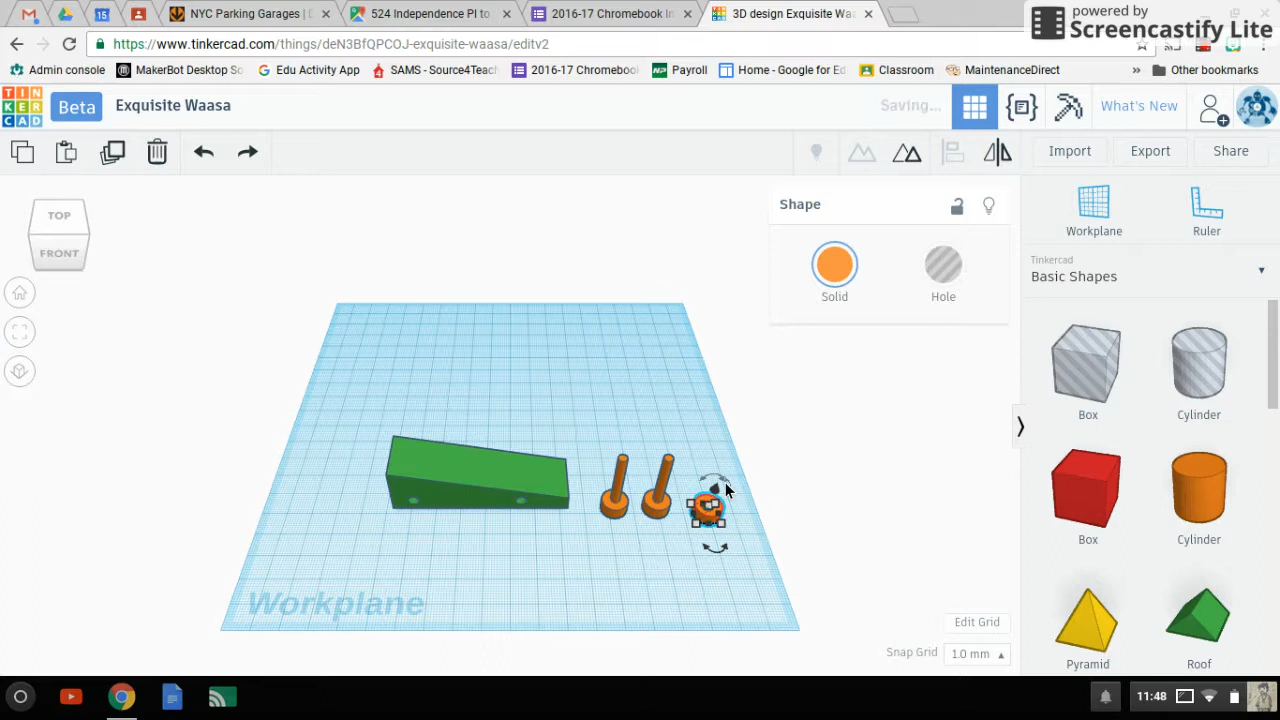 NYC Parking Garages | D
524 Independence Pl to
2016-17 Chromebook In
3D design Exquisite Waa
powered by
Screencastify Lite
https://www.tinkercad.com/things/deN3BfQPCOJ-exquisite-waasa/editv2
Admin console
MakerBot Desktop So
Edu Activity App
SAMS - Source4Teach
2016-17 Chromebook
NP Payroll
Home - Google for Ed
Classroom
MaintenanceDirect
»
Other bookmarks
TIN
KER
CAD
Beta
Exquisite Waasa
Saving...
What's New
Import
Export
Share
TOP
FRONT
Shape
Solid
Hole
Workplane
Ruler
Tinkercad
Basic Shapes
Box
Cylinder
Box
Cylinder
Pyramid
Roof
Workplane
Edit Grid
Snap Grid
1.0 mm
11:48